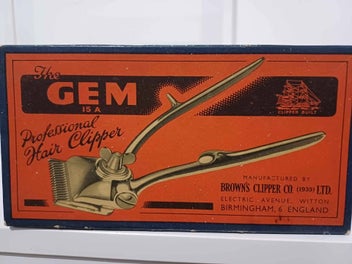 The
GEM
IS A
Professional
Hair Clipper
CLIPPER BUILT
MANUFACTURED BY
BROWN'S CLIPPER CO. (1935) LTD.
ELECTRIC AVENUE, WITTON
BIRMINGHAM, 6 ENGLAND